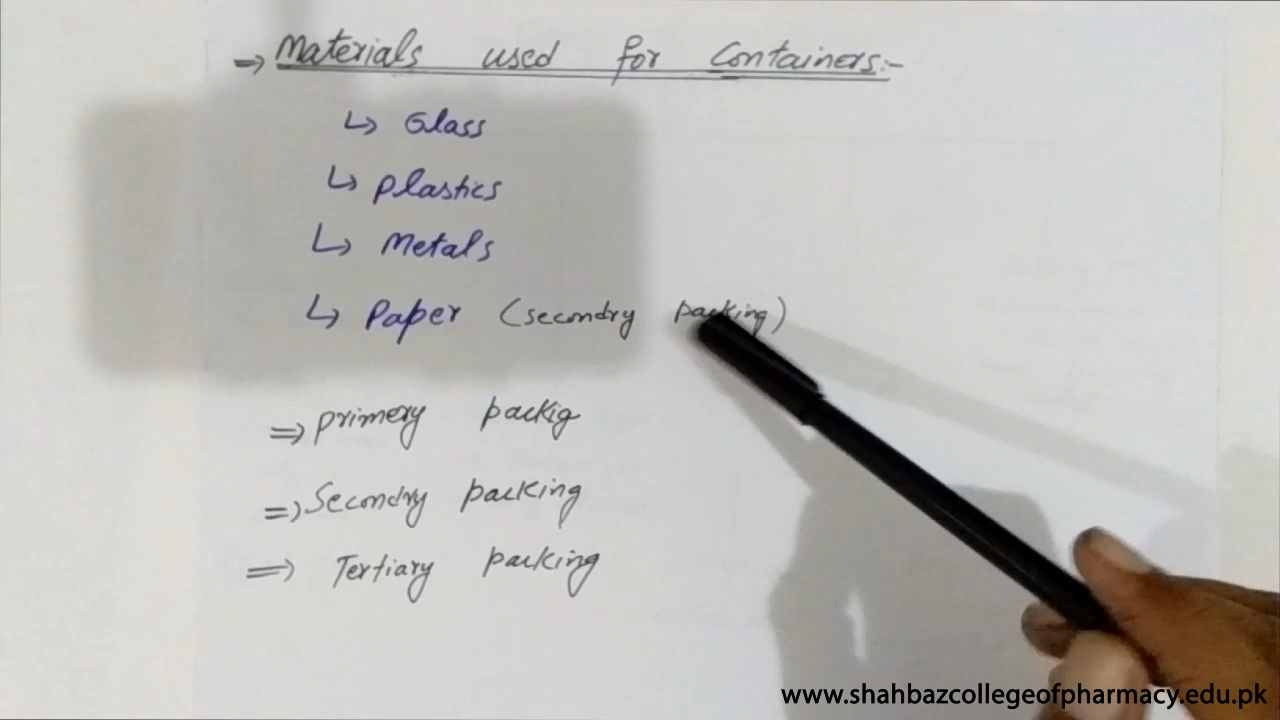 → Materials used for Containers:-
↳ Glass
↳ Plastics
↳ Metals
↳ Paper (secondry packing)
⇒ primery packig
⇒ Secondry packing
⇒ Tertiary packing
www.shahbazcollegeofpharmacy.edu.pk